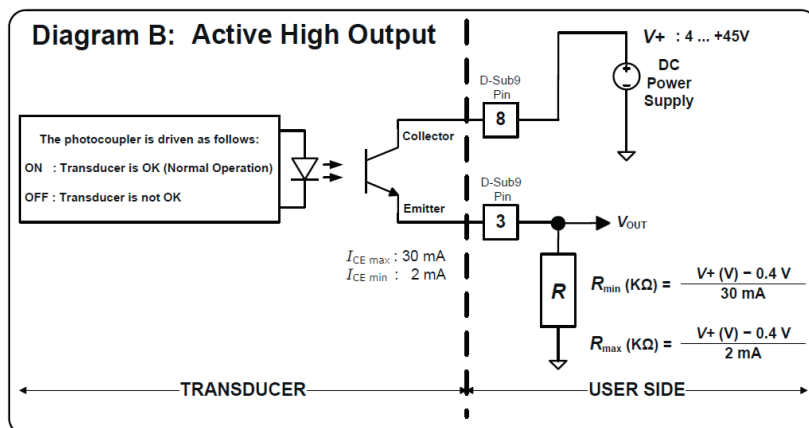 Diagram B: Active High Output
V+ : 4 ... +45V
DC
Power
Supply
D-Sub9
Pin
8
Collector
The photocoupler is driven as follows:
ON : Transducer is OK (Normal Operation)
OFF : Transducer is not OK
D-Sub9
Pin
3
Emitter
VOUT
ICE max : 30 mA
ICE min : 2 mA
R
Rmin (KΩ) = V+ (V) − 0.4 V
30 mA
Rmax (KΩ) = V+ (V) − 0.4 V
2 mA
TRANSDUCER
USER SIDE